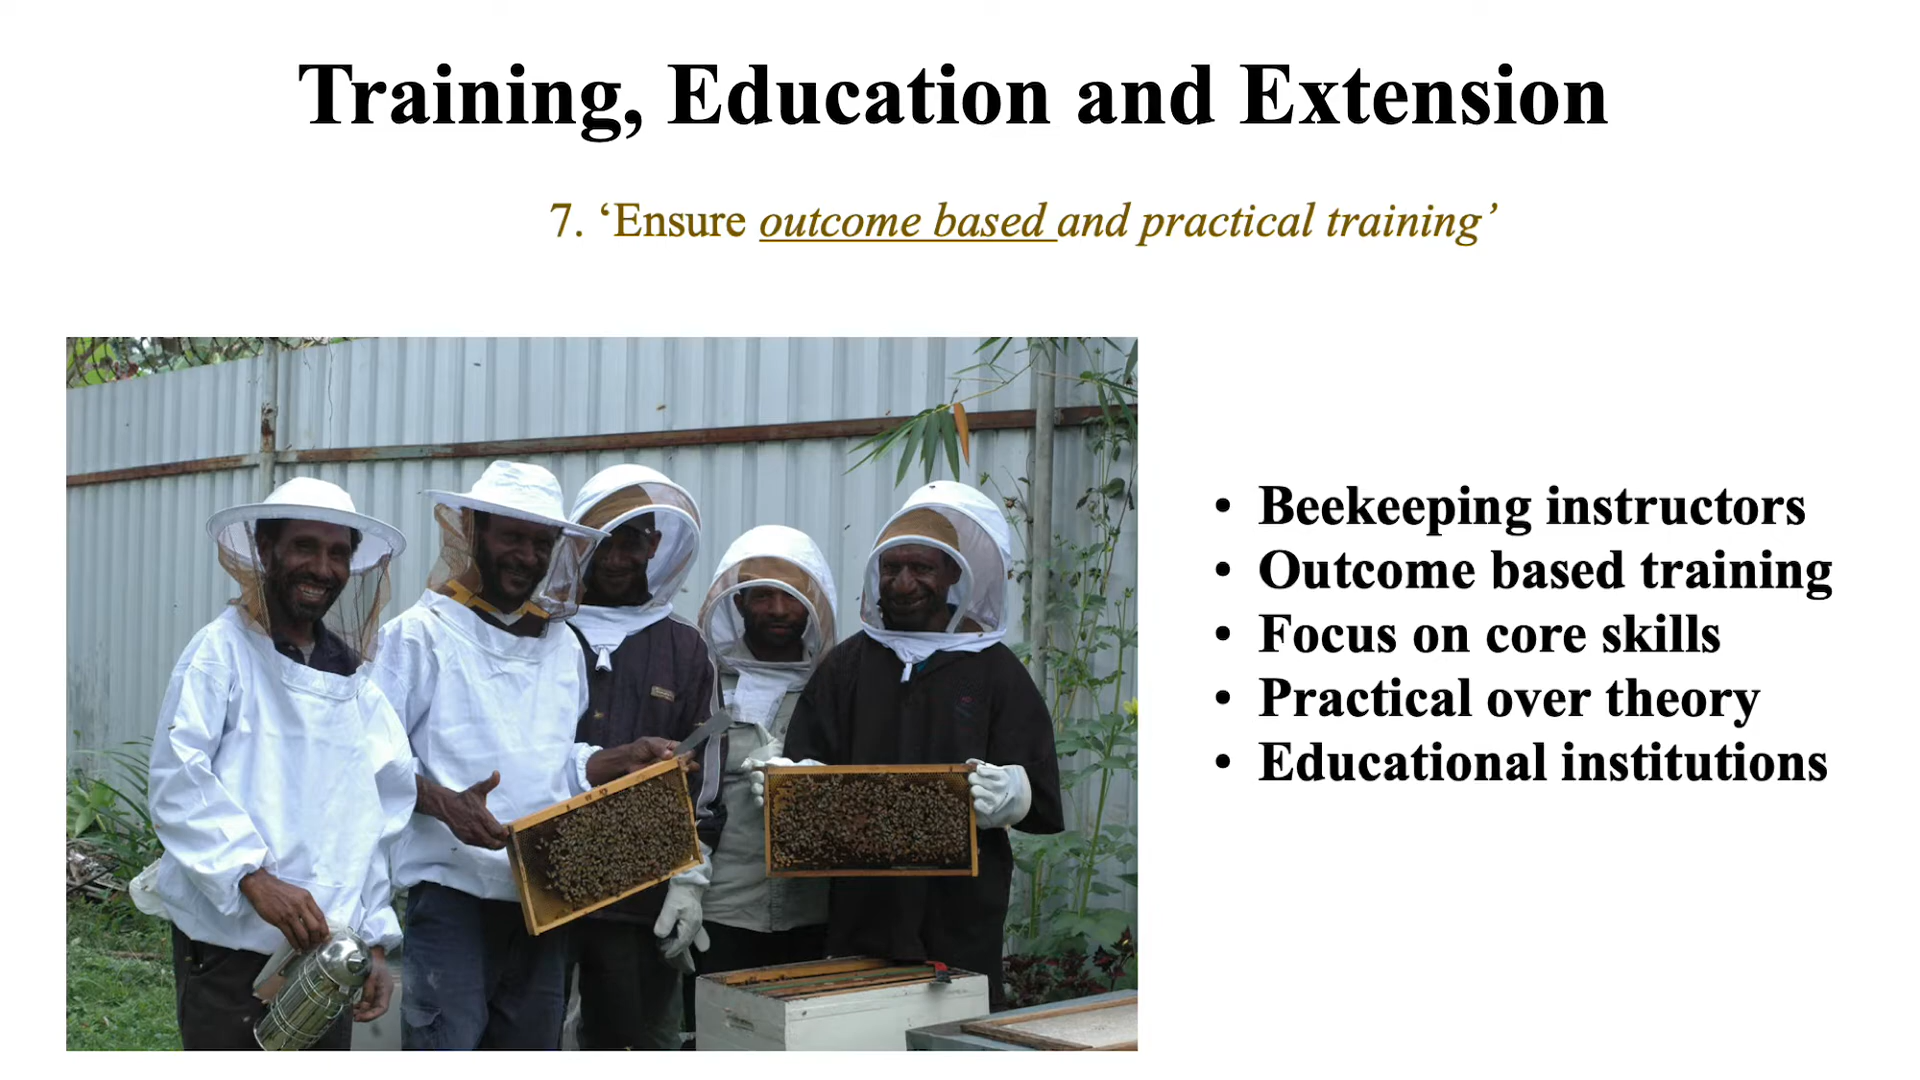 Training, Education and Extension
7. ‘Ensure outcome based and practical training’
• Beekeeping instructors
• Outcome based training
• Focus on core skills
• Practical over theory
• Educational institutions